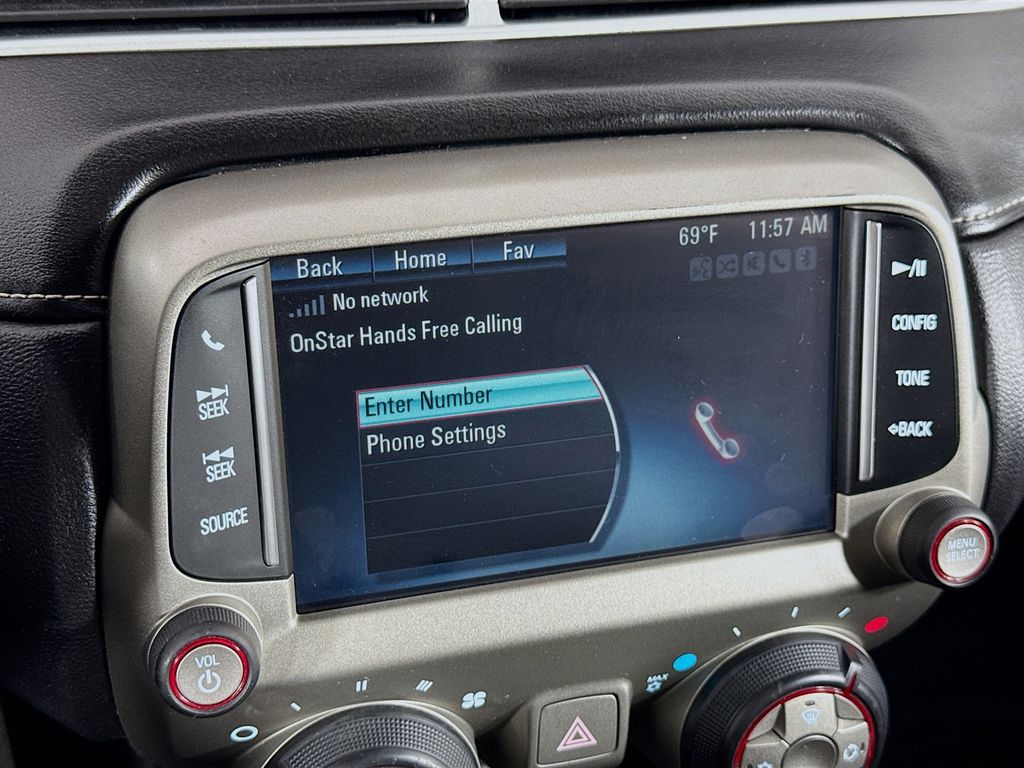 Back Home Fav 69°F 11:57 AM
No network
OnStar Hands Free Calling
Enter Number
Phone Settings
SEEK
SEEK
SOURCE
CONFIG
TONE
BACK
VOL
MENU
SELECT
MAX